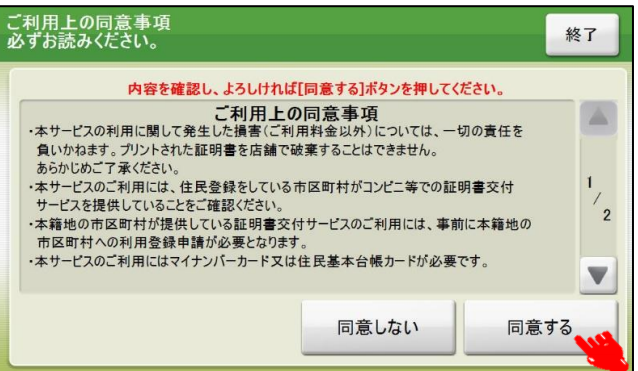 ご利用上の同意事項
必ずお読みください。
終了
内容を確認し、よろしければ[同意する]ボタンを押してください。
ご利用上の同意事項
・本サービスの利用に関して発生した損害(ご利用料金以外)については、一切の責任を
負いかねます。プリントされた証明書を店舗で破棄することはできません。
あらかじめご了承ください。
・本サービスのご利用には、住民登録をしている市区町村がコンビニ等での証明書交付
サービスを提供していることをご確認ください。
・本籍地の市区町村が提供している証明書交付サービスのご利用には、事前に本籍地の
市区町村への利用登録申請が必要となります。
・本サービスのご利用にはマイナンバーカード又は住民基本台帳カードが必要です。
1/2
同意しない
同意する